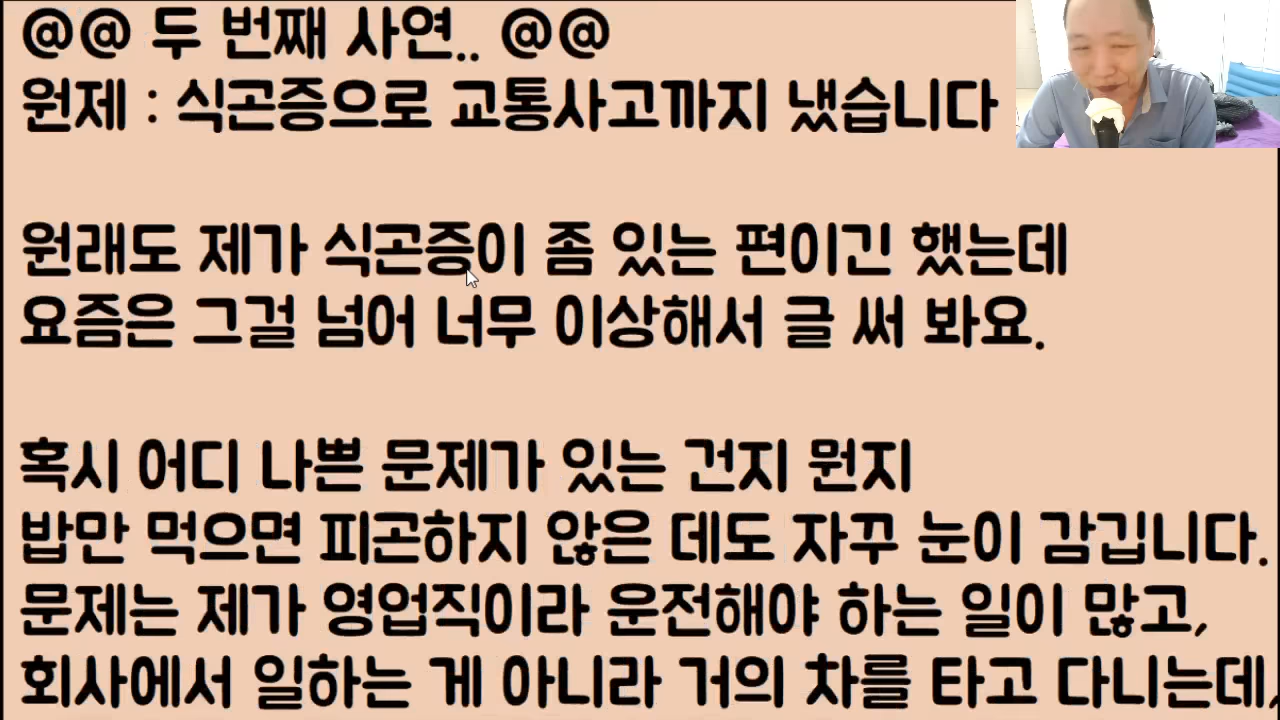 @@ 두 번째 사연.. @@
원제 : 식곤증으로 교통사고까지 냈습니다
원래도 제가 식곤증이 좀 있는 편이긴 했는데
요즘은 그걸 넘어 너무 이상해서 글 써 봐요.
혹시 어디 나쁜 문제가 있는 건지 뭔지
밥만 먹으면 피곤하지 않은 데도 자꾸 눈이 감깁니다.
문제는 제가 영업직이라 운전해야 하는 일이 많고,
회사에서 일하는 게 아니라 거의 차를 타고 다니는데,